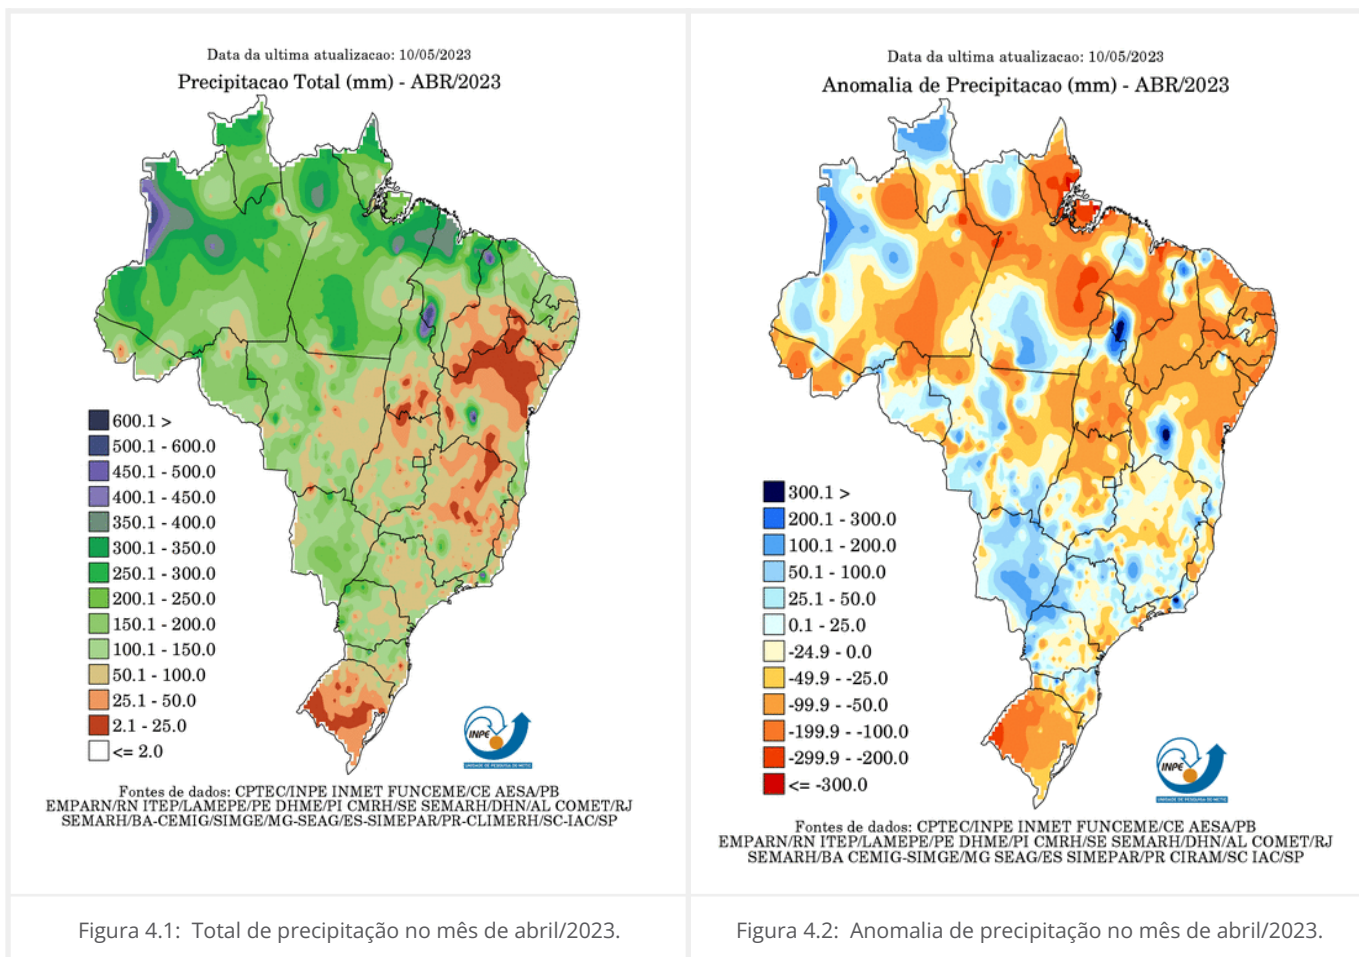 Data da ultima atualizacao: 10/05/2023
Precipitacao Total (mm) - ABR/2023
600.1 >
500.1 - 600.0
450.1 - 500.0
400.1 - 450.0
350.1 - 400.0
300.1 - 350.0
250.1 - 300.0
200.1 - 250.0
150.1 - 200.0
100.1 - 150.0
50.1 - 100.0
25.1 - 50.0
2.1 - 25.0
<= 2.0
INPE
Fontes de dados: CPTEC/INPE INMET FUNCEME/CE AESA/PB
EMPARN/RN ITEP/LAMEPE/PE DHME/PI CMRH/SE SEMARH/DHN/AL COMET/RJ
SEMARH/BA-CEMIG/SIMGE/MG-SEAG/ES-SIMEPAR/PR-CLIMERH/SC-IAC/SP
Figura 4.1: Total de precipitação no mês de abril/2023.
Data da ultima atualizacao: 10/05/2023
Anomalia de Precipitacao (mm) - ABR/2023
300.1 >
200.1 - 300.0
100.1 - 200.0
50.1 - 100.0
25.1 - 50.0
0.1 - 25.0
-24.9 - 0.0
-49.9 - -25.0
-99.9 - -50.0
-199.9 - -100.0
-299.9 - -200.0
<= -300.0
INPE
Fontes de dados: CPTEC/INPE INMET FUNCEME/CE AESA/PB
EMPARN/RN ITEP/LAMEPE/PE DHME/PI CMRH/SE SEMARH/DHN/AL COMET/RJ
SEMARH/BA CEMIG-SIMGE/MG SEAG/ES SIMEPAR/PR CIRAM/SC IAC/SP
Figura 4.2: Anomalia de precipitação no mês de abril/2023.